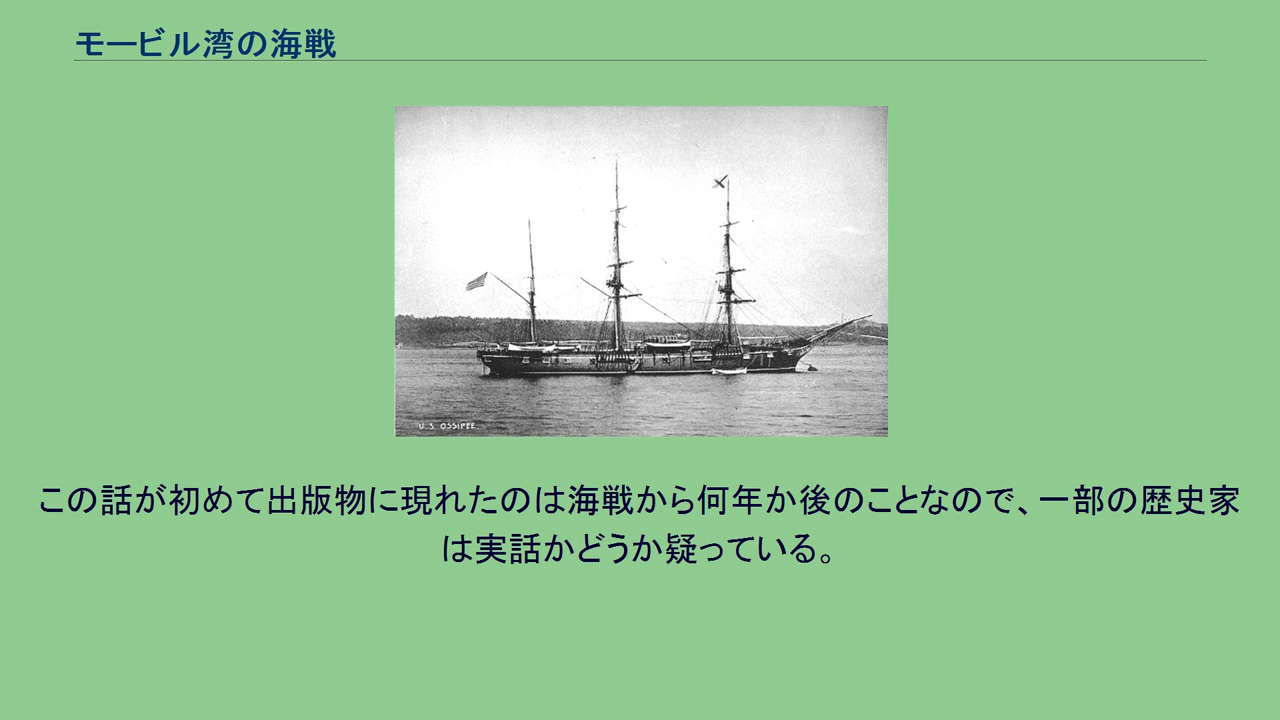 モービル湾の海戦
U.S. OSSIPEE.
この話が初めて出版物に現れたのは海戦から何年か後のことなので、一部の歴史家
は実話かどうか疑っている。